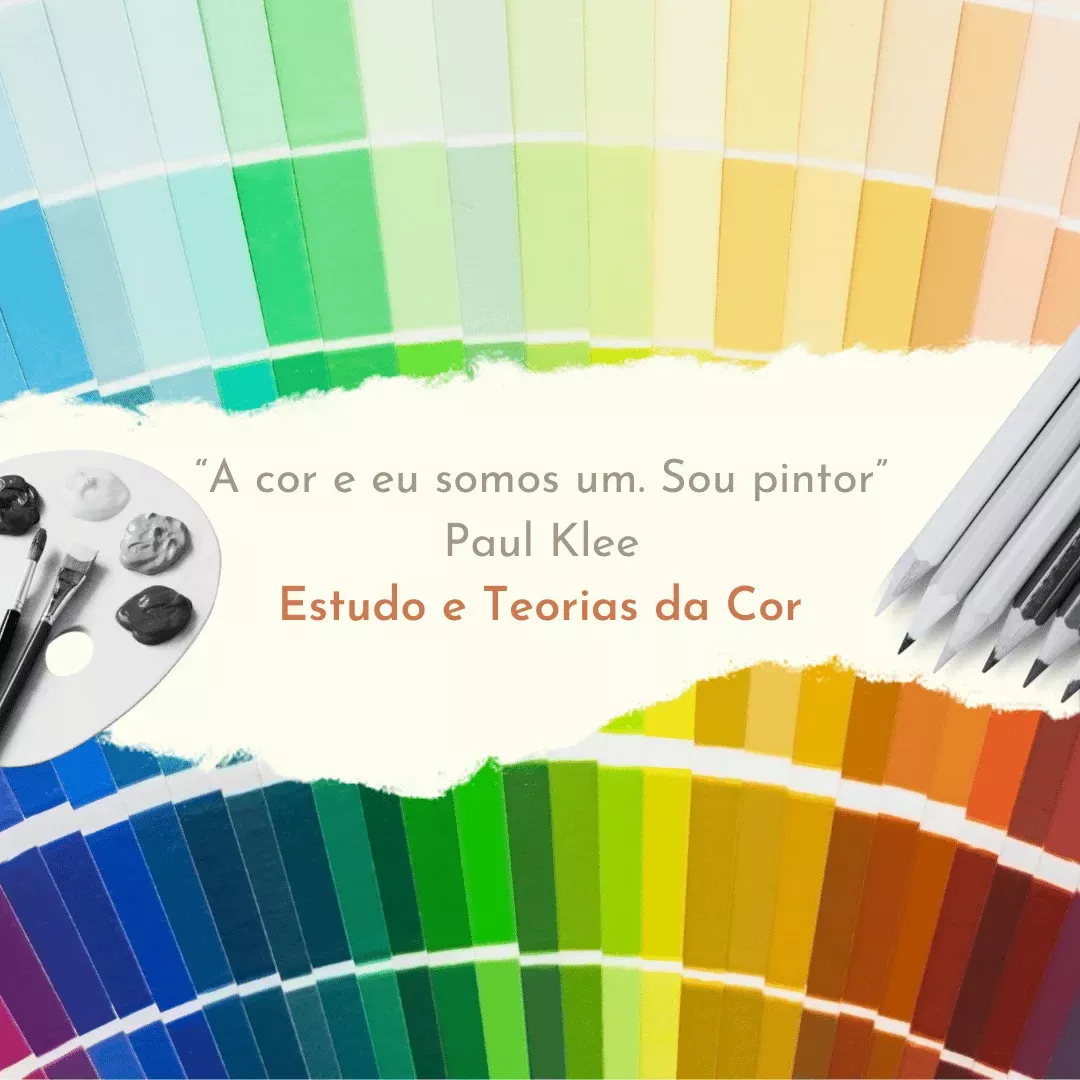 “A cor e eu somos um. Sou pintor”
Paul Klee
Estudo e Teorias da Cor